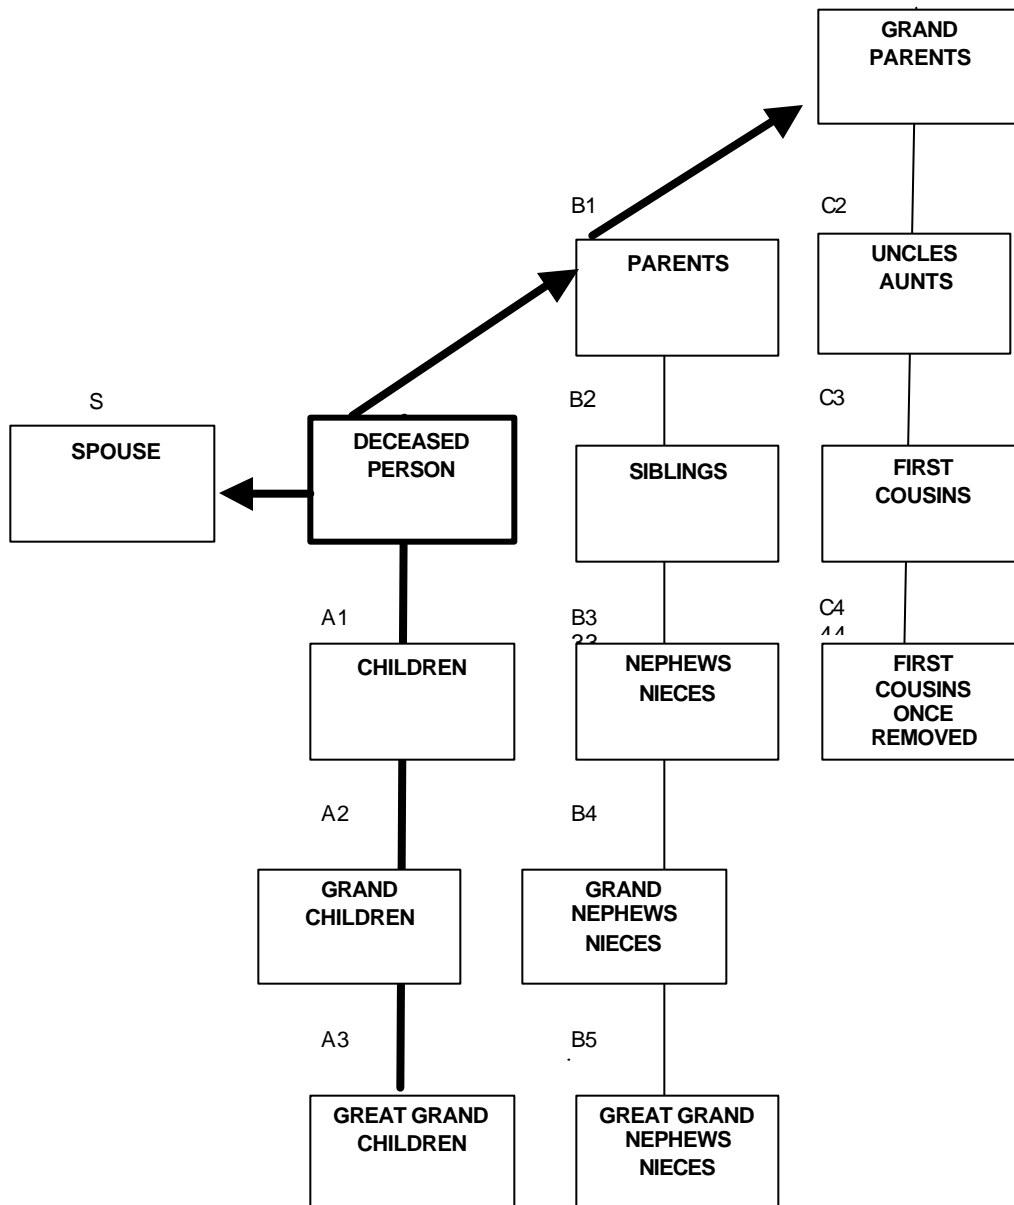 GRAND
PARENTS
B1
C2
PARENTS
UNCLES
AUNTS
S
B2
C3
SPOUSE
DECEASED
PERSON
SIBLINGS
FIRST
COUSINS
A1
B3
C4
CHILDREN
NEPHEWS
NIECES
FIRST
COUSINS
ONCE
REMOVED
A2
B4
GRAND
CHILDREN
GRAND
NEPHEWS
NIECES
A3
B5
GREAT GRAND
CHILDREN
GREAT GRAND
NEPHEWS
NIECES